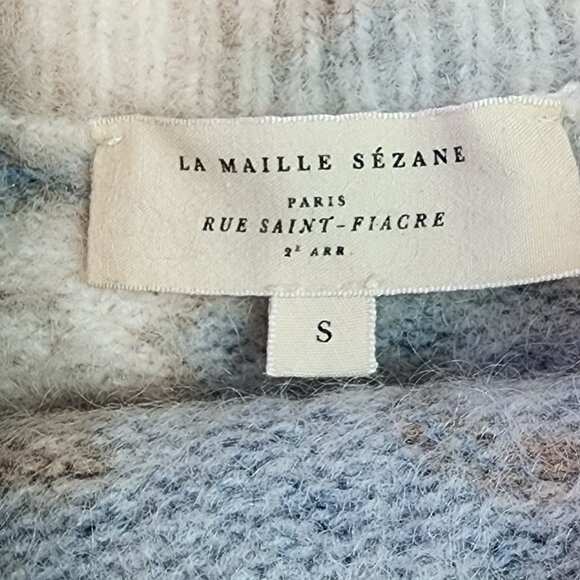 LA MAILLE SÉZANE
PARIS
RUE SAINT-FIACRE
2E ARR.
S